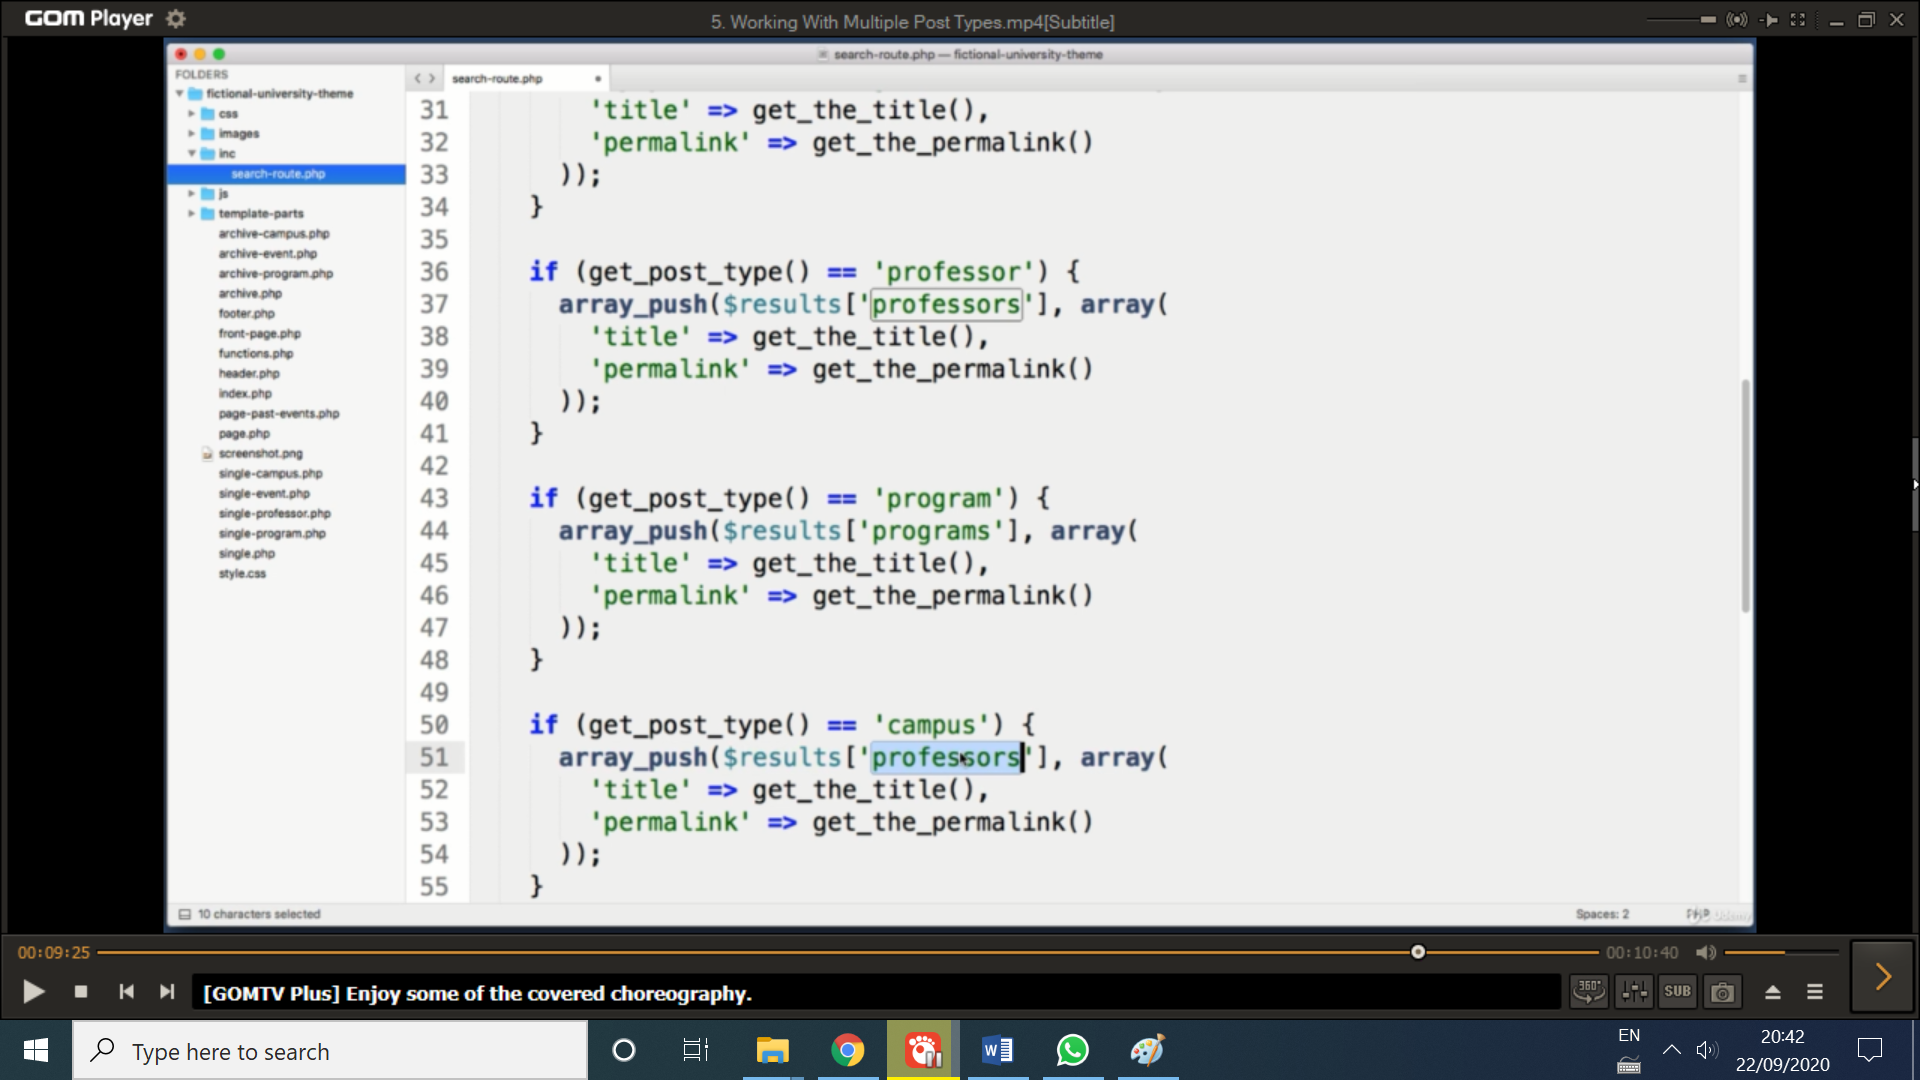 GOM Player
5. Working With Multiple Post Types.mp4[Subtitle]
search-route.php — fictional-university-theme
FOLDERS
fictional-university-theme
css
images
inc
search-route.php
js
template-parts
archive-campus.php
archive-event.php
archive-program.php
archive.php
footer.php
front-page.php
functions.php
header.php
index.php
page-past-events.php
page.php
screenshot.png
single-campus.php
single-event.php
single-professor.php
single-program.php
single.php
style.css
search-route.php
31 'title' => get_the_title(),
32 'permalink' => get_the_permalink()
33 ));
34 }
35
36 if (get_post_type() == 'professor') {
37 array_push($results['professors'], array(
38 'title' => get_the_title(),
39 'permalink' => get_the_permalink()
40 ));
41 }
42
43 if (get_post_type() == 'program') {
44 array_push($results['programs'], array(
45 'title' => get_the_title(),
46 'permalink' => get_the_permalink()
47 ));
48 }
49
50 if (get_post_type() == 'campus') {
51 array_push($results['professors'], array(
52 'title' => get_the_title(),
53 'permalink' => get_the_permalink()
54 ));
55 }
10 characters selected
Spaces: 2
PHP
Udemy
00:09:25
00:10:40
[GOMTV Plus] Enjoy some of the covered choreography.
360°
SUB
Type here to search
EN
20:42
22/09/2020